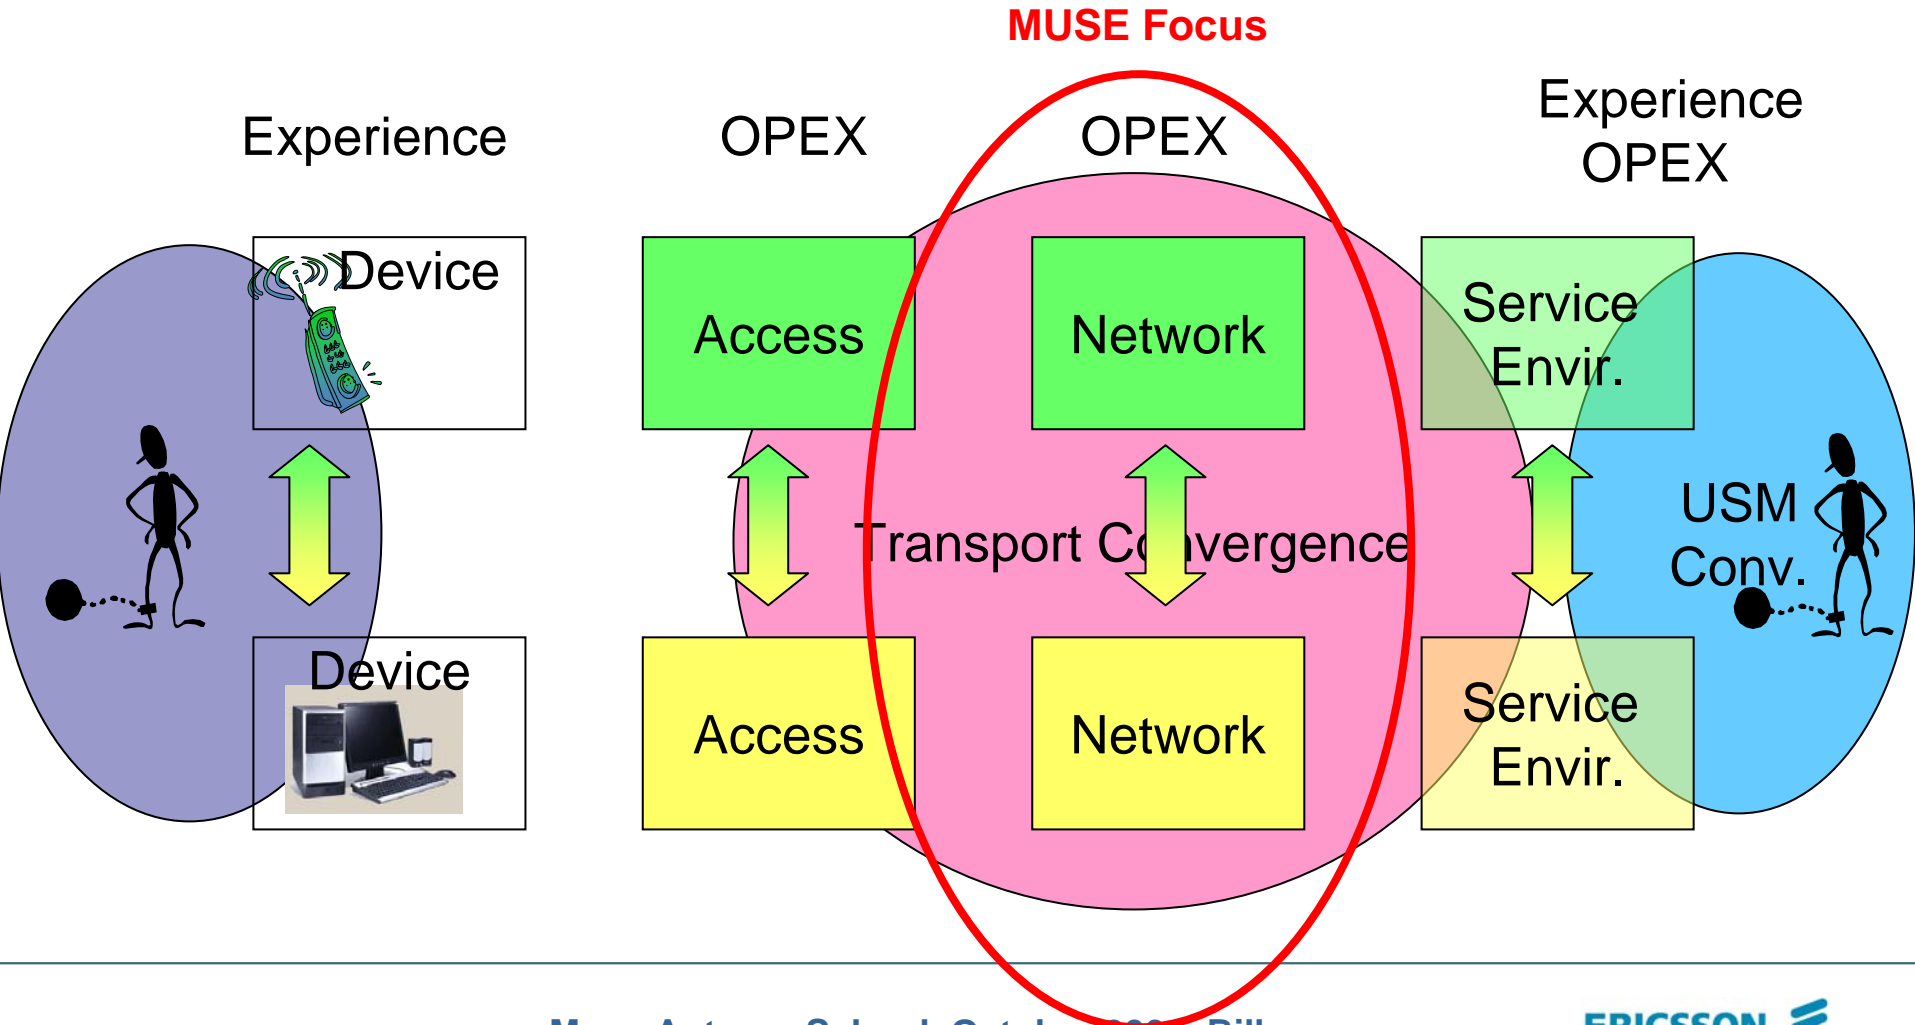 MUSE Focus
Experience
OPEX
OPEX
Experience
OPEX
Device
Access
Network
Service
Envir.
Transport Convergence
USM
Conv.
Device
Access
Network
Service
Envir.
ERICSSON